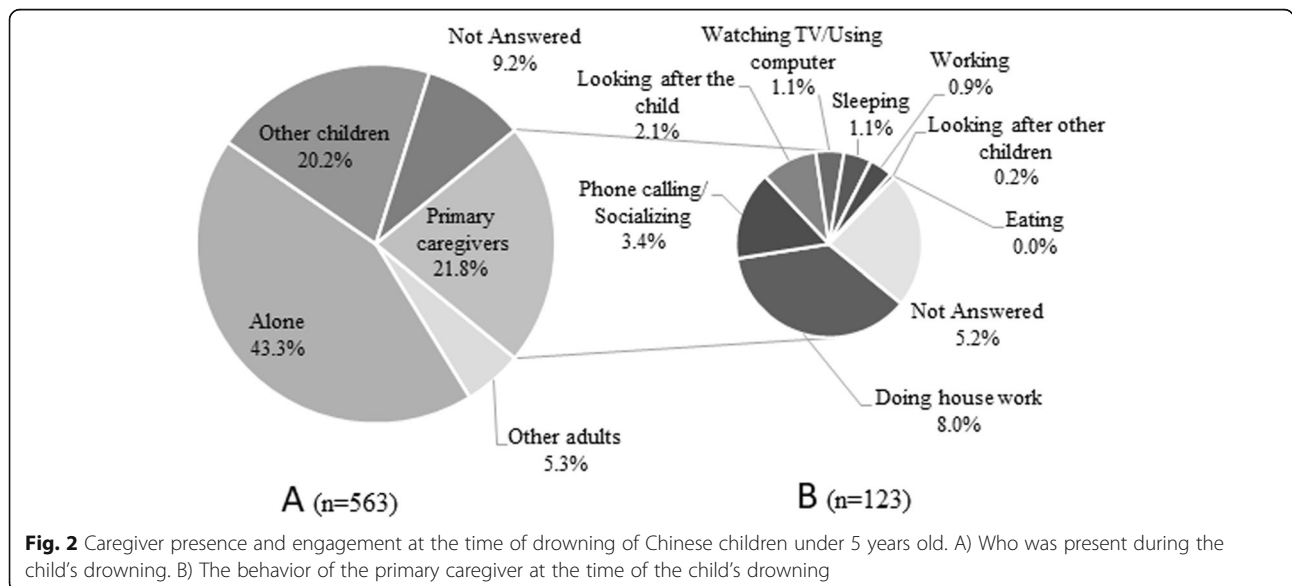 Not Answered
9.2%
Other children
20.2%
Primary
caregivers
21.8%
Alone
43.3%
Other adults
5.3%
A (n=563)
Watching TV/Using
computer
1.1%
Looking after the
child
2.1%
Sleeping
1.1%
Working
0.9%
Looking after other
children
0.2%
Phone calling/
Socializing
3.4%
Eating
0.0%
Not Answered
5.2%
Doing house work
8.0%
B (n=123)
Fig. 2 Caregiver presence and engagement at the time of drowning of Chinese children under 5 years old. A) Who was present during the
child’s drowning. B) The behavior of the primary caregiver at the time of the child’s drowning